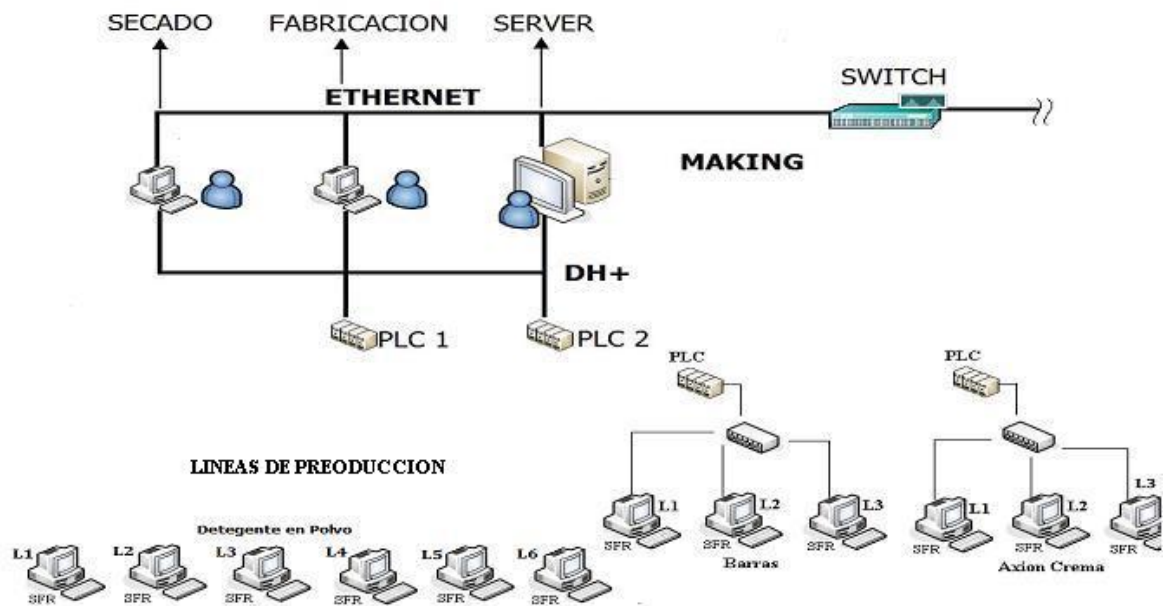 SECADO FABRICACION SERVER
SWITCH
ETHERNET
MAKING
DH+
PLC 1 PLC 2
PLC PLC
LINEAS DE PREODUCCION
L1 L2 L3 L1 L2 L3
SFR SFR SFR SFR SFR SFR
Barras Axion Crema
Detegente en Polvo
L1 L2 L3 L4 L5 L6
SFR SFR SFR SFR SFR SFR